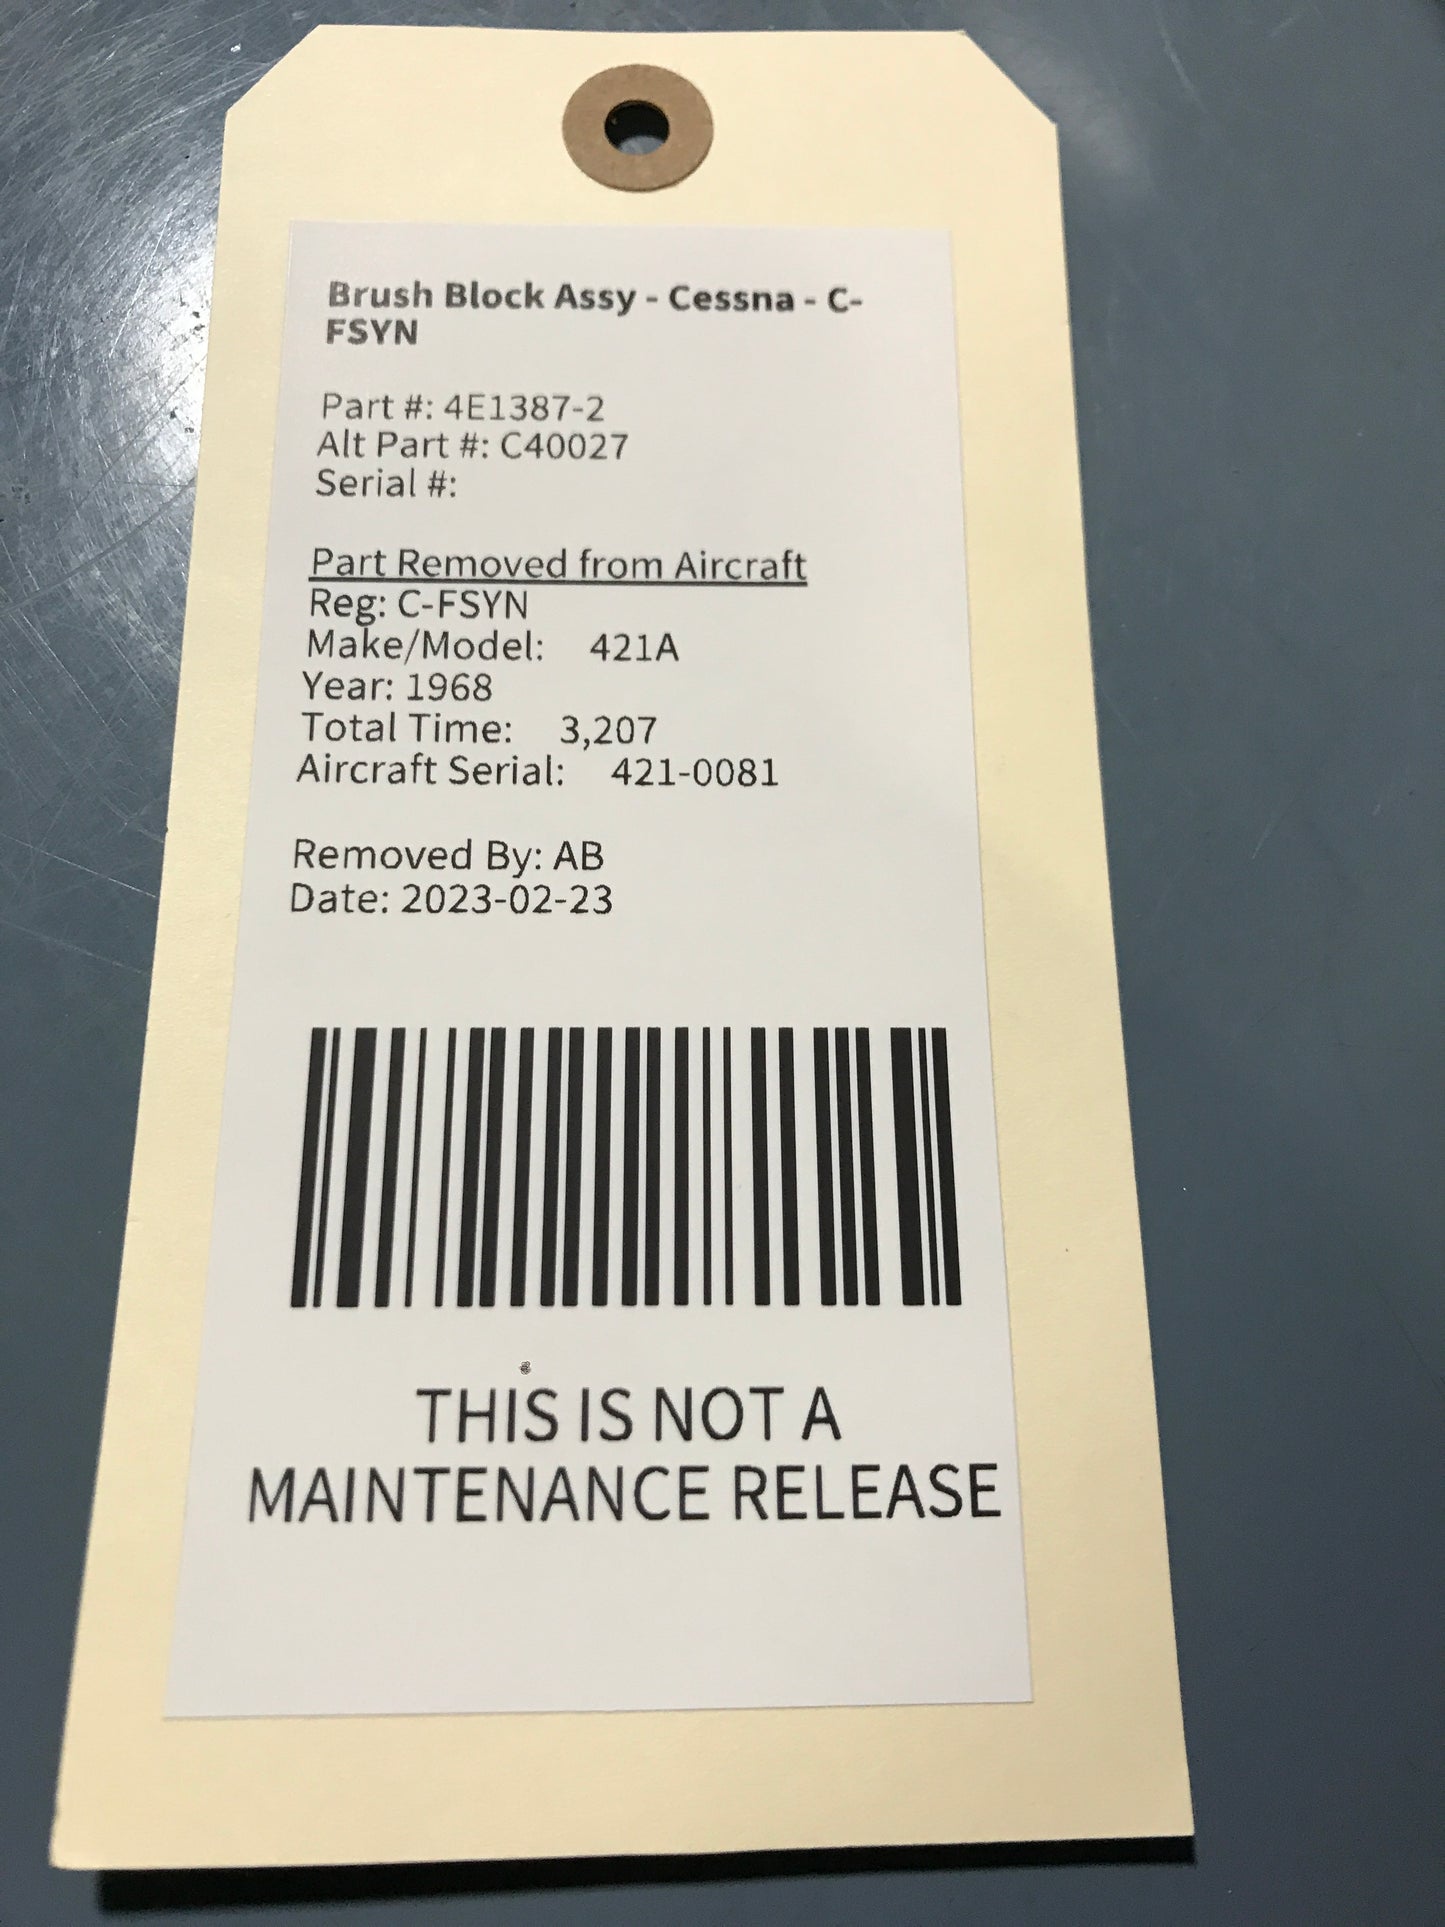 Brush Block Assy - Cessna - C-
FSYN
Part #: 4E1387-2
Alt Part #: C40027
Serial #:
Part Removed from Aircraft
Reg: C-FSYN
Make/Model: 421A
Year: 1968
Total Time: 3,207
Aircraft Serial: 421-0081
Removed By: AB
Date: 2023-02-23
THIS IS NOT A
MAINTENANCE RELEASE